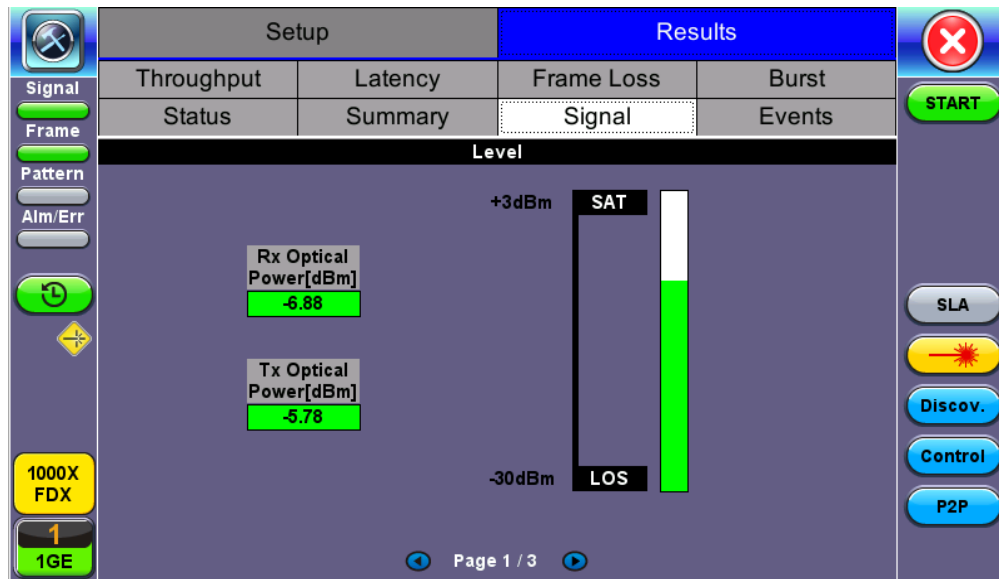 Setup
Results
Throughput
Latency
Frame Loss
Burst
Status
Summary
Signal
Events
Signal
Frame
Pattern
Alm/Err
1000X
FDX
1
1GE
Level
+3dBm
SAT
Rx Optical
Power[dBm]
-6.88
Tx Optical
Power[dBm]
-5.78
-30dBm
LOS
Page 1 / 3
START
SLA
Discov.
Control
P2P